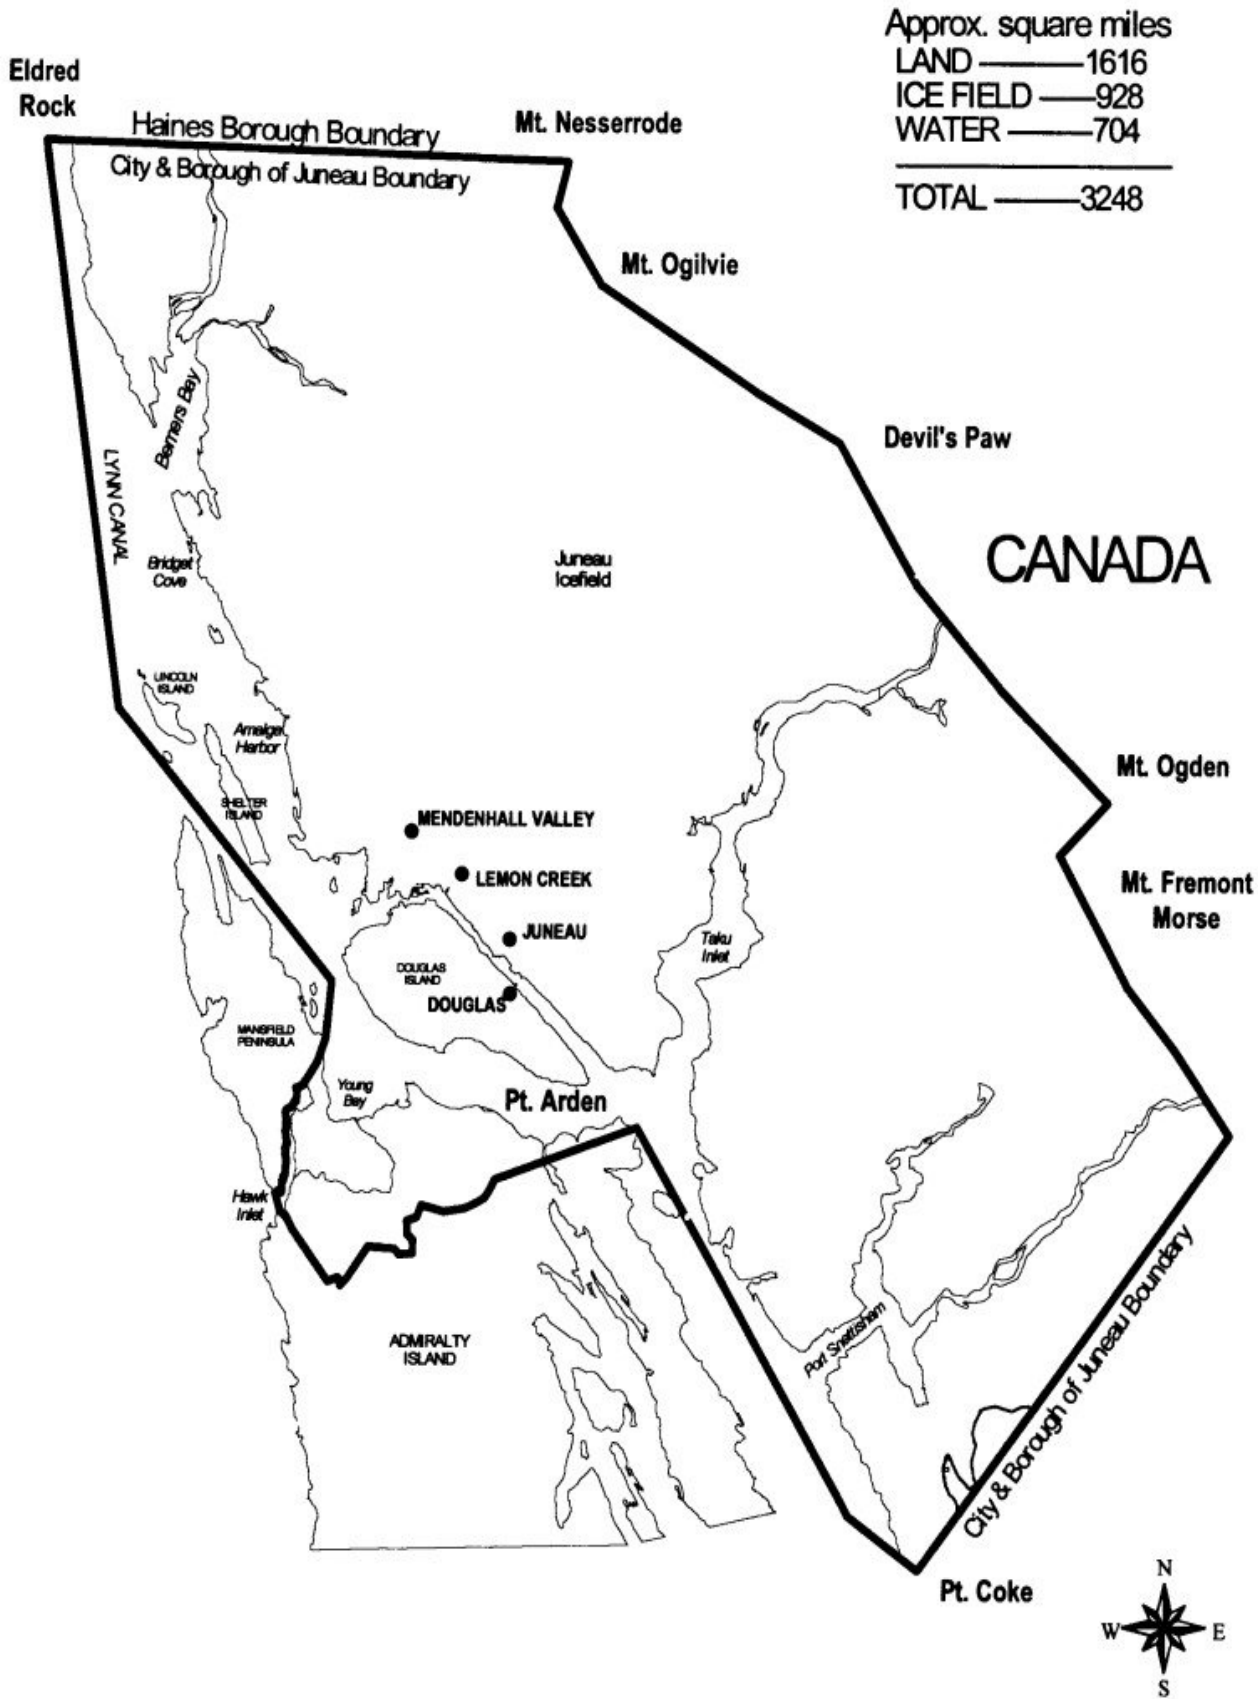 Approx. square miles
LAND 1616
ICE FIELD 928
WATER 704
TOTAL 3248
Eldred
Rock
Haines Borough Boundary
City & Borough of Juneau Boundary
Mt. Nesserrode
Mt. Ogilvie
Devil's Paw
CANADA
Berners Bay
LYNN CANAL
Bridget
Cove
Juneau
Icefield
LINCOLN
ISLAND
Amalga
Harbor
SHELTER
ISLAND
Mt. Ogden
MENDENHALL VALLEY
LEMON CREEK
JUNEAU
Mt. Fremont
Morse
Taku
Inlet
DOUGLAS
ISLAND
DOUGLAS
MANSFIELD
PENINSULA
Young
Bay
Pt. Arden
Hawk
Inlet
ADMIRALTY
ISLAND
Port Snettisham
City & Borough of Juneau Boundary
Pt. Coke
N
W
E
S